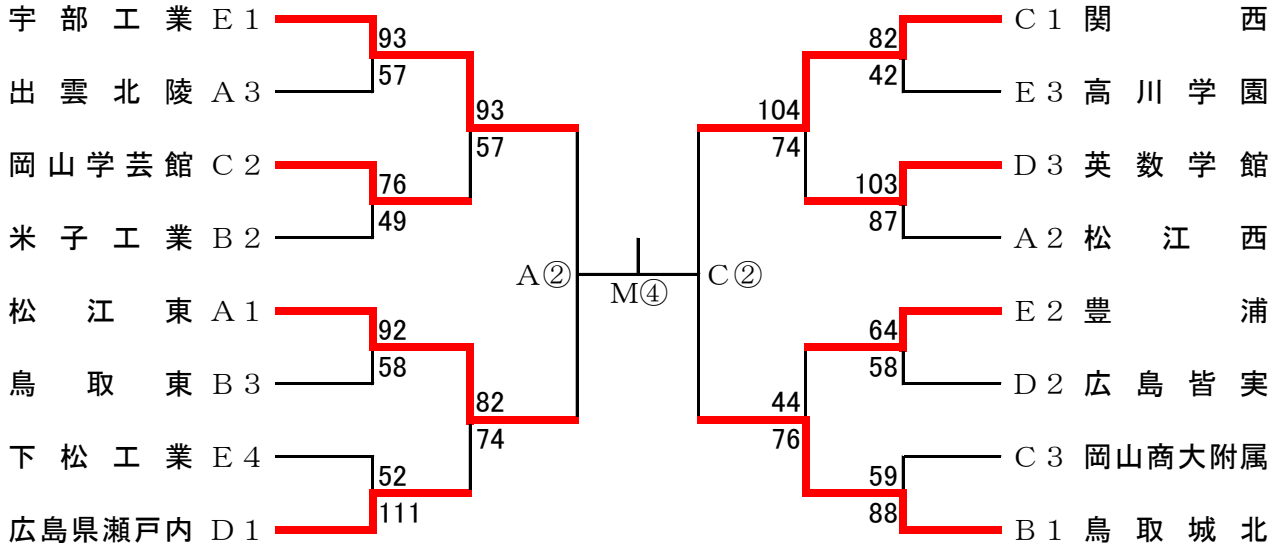 宇部工業 E1
93
57
出雲北陵 A3
93
57
岡山学芸館 C2
76
49
米子工業 B2
A②
松江東 A1
92
58
鳥取東 B3
82
74
下松工業 E4
52
111
広島県瀬戸内 D1
M④
C1 関西
82
42
E3 高川学園
104
74
D3 英数学館
103
87
A2 松江西
C②
E2 豊浦
64
58
D2 広島皆実
44
76
C3 岡山商大附属
59
88
B1 鳥取城北